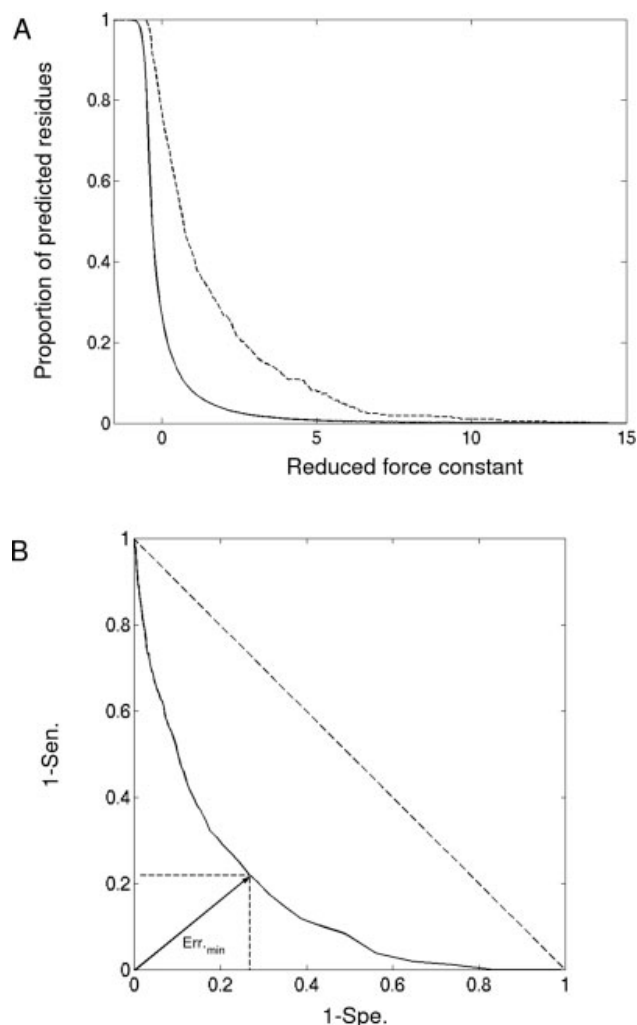 A
Proportion of predicted residues
1
0.8
0.6
0.4
0.2
0
0 5 10 15
Reduced force constant
B
1-Sen.
1
0.8
0.6
0.4
0.2
0
Err.min
0 0.2 0.4 0.6 0.8 1
1-Spe.